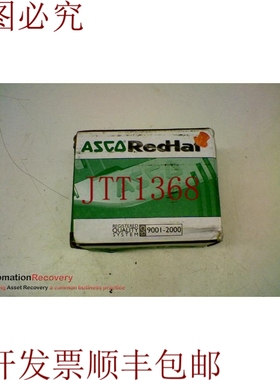 图必究
ASCO RedHat
JTT1368
REGISTERED
QUALITY
SYSTEM
9001-2000
omationRecovery
ing Asset Recovery
开发票顺丰包邮